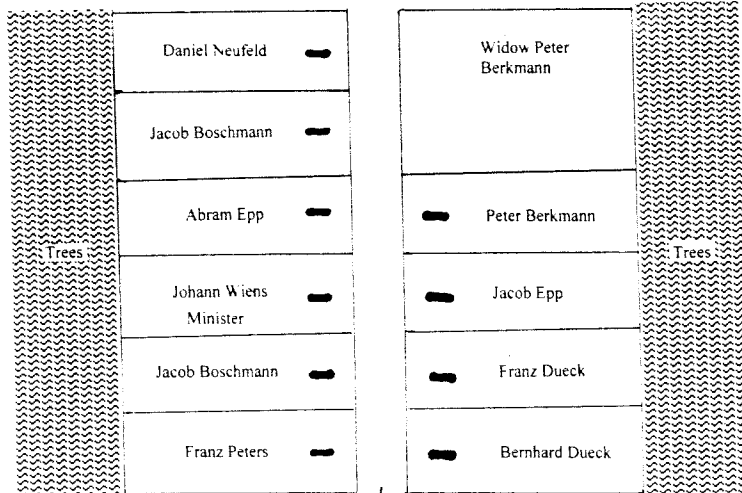 Daniel Neufeld
Jacob Boschmann
Abram Epp
Trees
Johann Wiens
Minister
Jacob Boschmann
Franz Peters
Widow Peter
Berkmann
Peter Berkmann
Trees
Jacob Epp
Franz Dueck
Bernhard Dueck